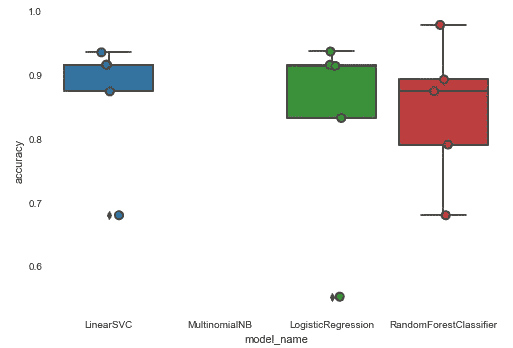 1.0
0.9
0.8
0.7
0.6
accuracy
LinearSVC MultinomialNB LogisticRegression RandomForestClassifier
model_name